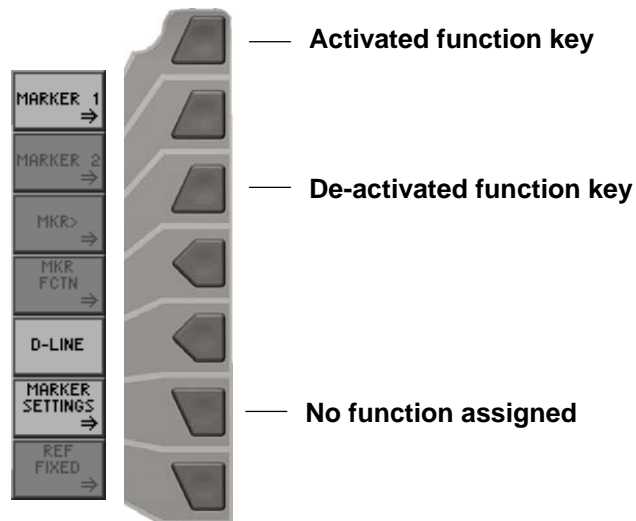 Activated function key
MARKER 1
⇒
MARKER 2
⇒
MKR>
⇒
MKR
FCTN
⇒
D-LINE
MARKER
SETTINGS
⇒
REF
FIXED
⇒
De-activated function key
No function assigned